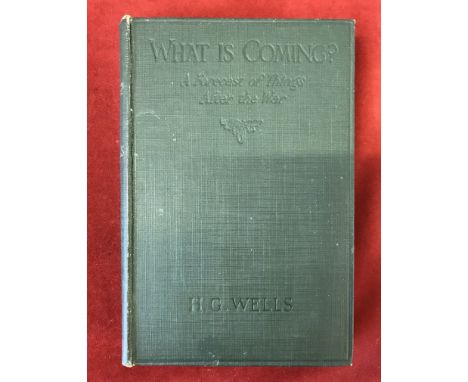 WHAT IS COMING?
A Forecast of Things
After the War
H.G. WELLS